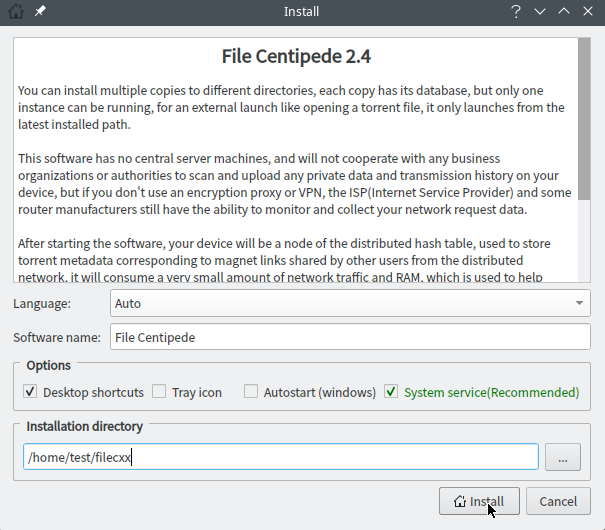 Install
File Centipede 2.4
You can install multiple copies to different directories, each copy has its database, but only one
instance can be running, for an external launch like opening a torrent file, it only launches from the
latest installed path.
This software has no central server machines, and will not cooperate with any business
organizations or authorities to scan and upload any private data and transmission history on your
device, but if you don't use an encryption proxy or VPN, the ISP(Internet Service Provider) and some
router manufacturers still have the ability to monitor and collect your network request data.
After starting the software, your device will be a node of the distributed hash table, used to store
torrent metadata corresponding to magnet links shared by other users from the distributed
network, it will consume a very small amount of network traffic and RAM, which is used to help
Language: Auto
Software name: File Centipede
Options
Desktop shortcuts Tray icon Autostart (windows) System service(Recommended)
Installation directory
/home/test/filecxx ...
Install Cancel